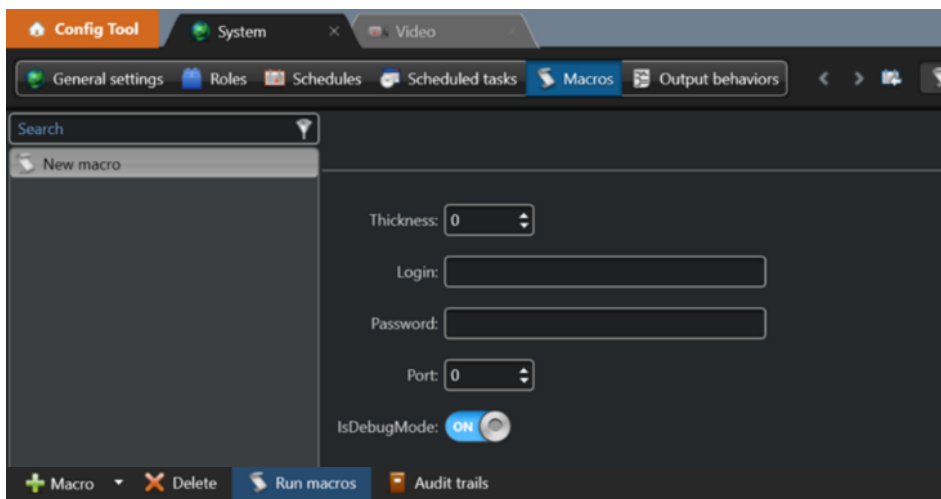 Config Tool System Video
General settings Roles Schedules Scheduled tasks Macros Output behaviors
Search
New macro
Thickness: 0
Login:
Password:
Port: 0
IsDebugMode: ON
Macro Delete Run macros Audit trails